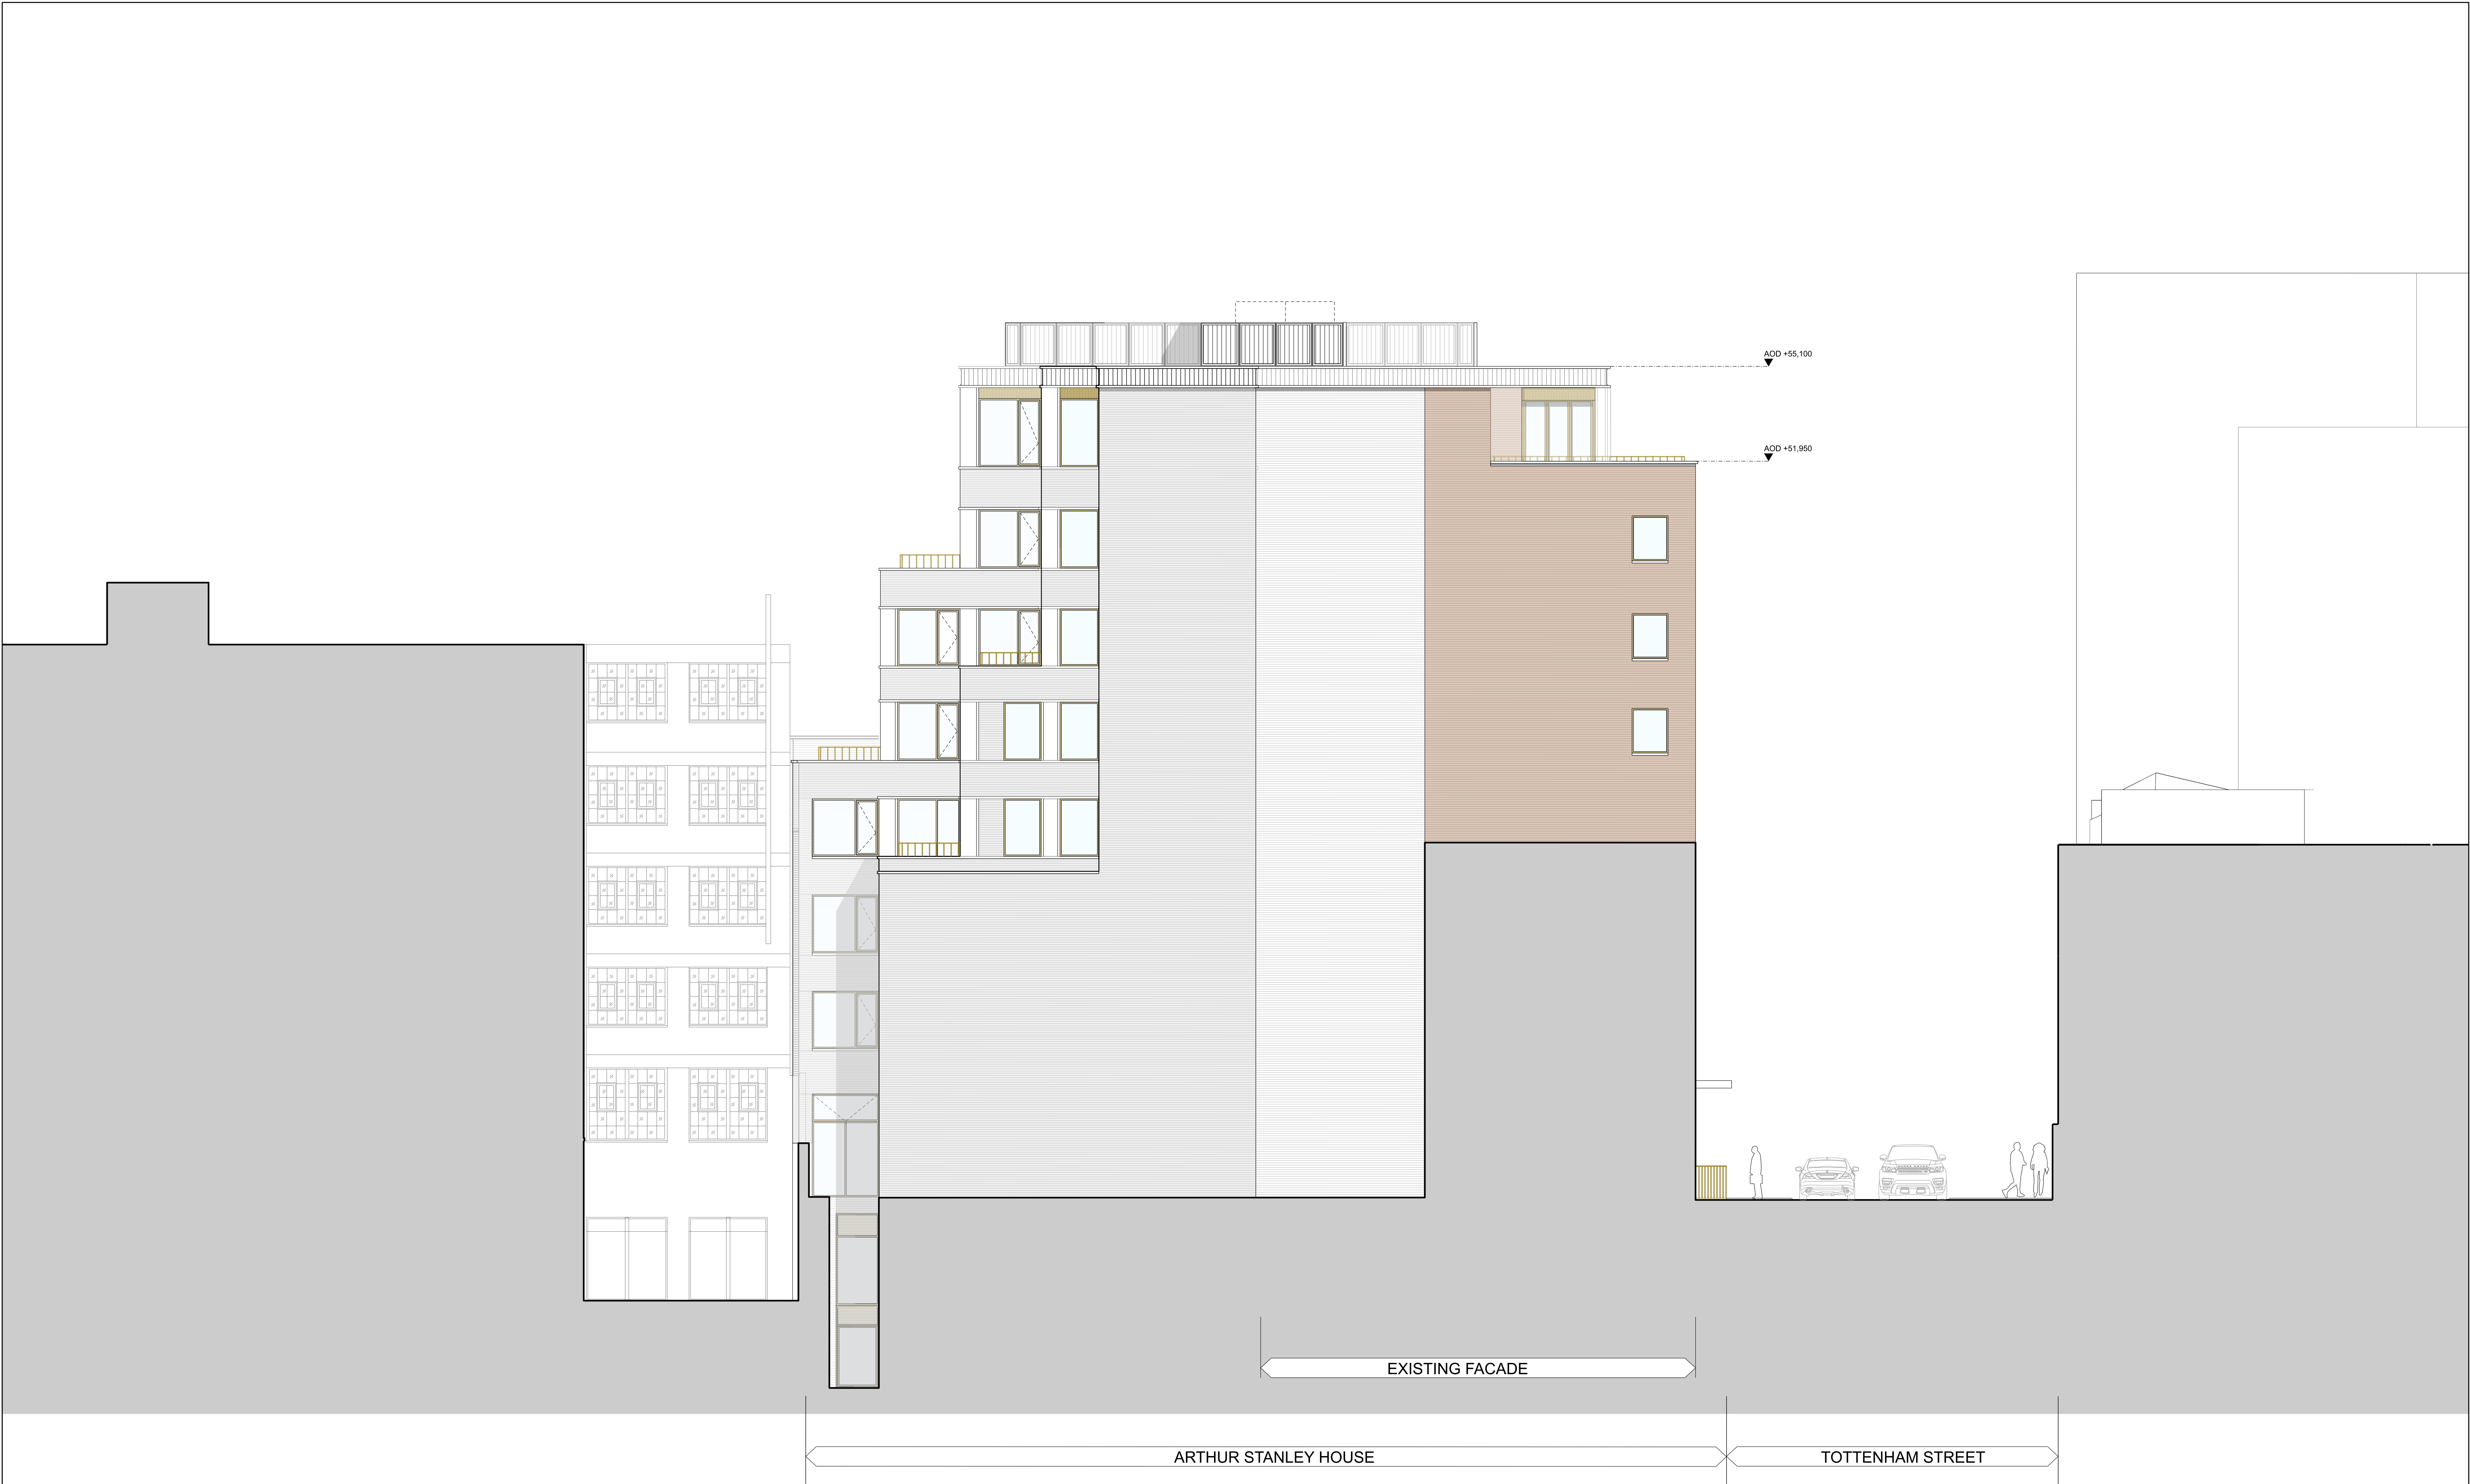 AOD +55,100
AOD +51,950
EXISTING FACADE
ARTHUR STANLEY HOUSE
TOTTENHAM STREET